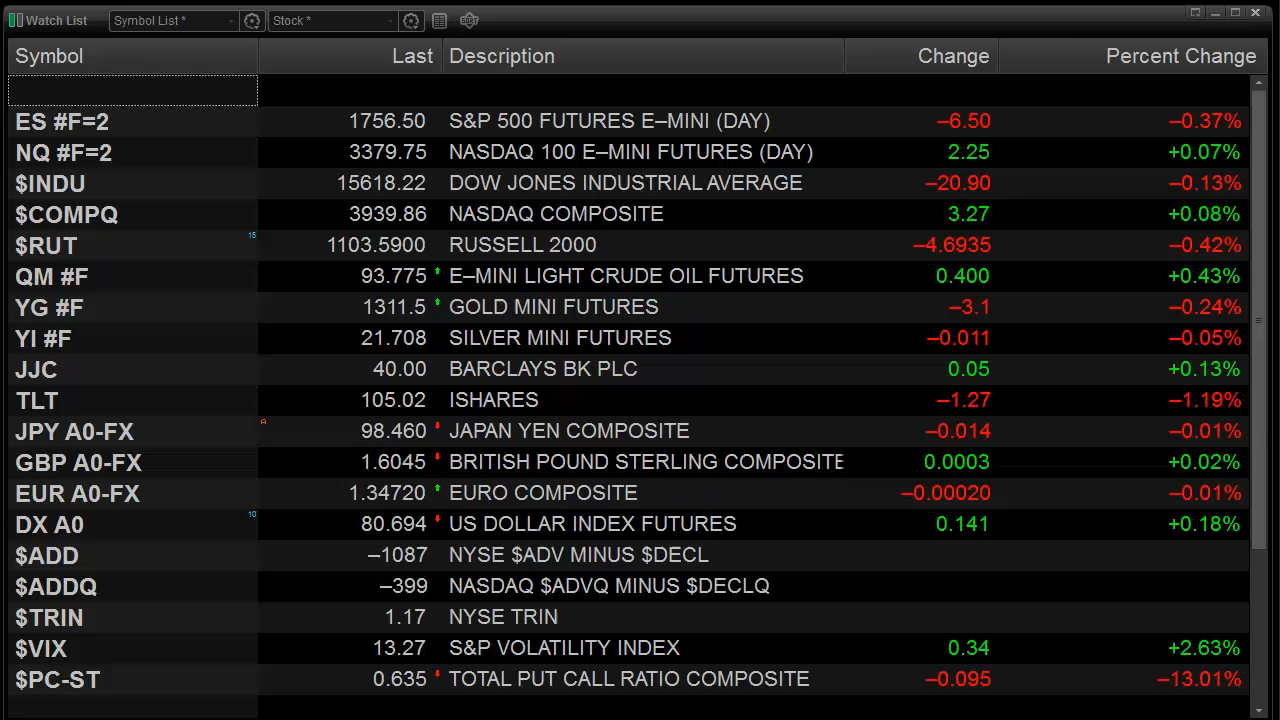 Watch List Symbol List * Stock *
Symbol Last Description Change Percent Change
ES #F=2 1756.50 S&P 500 FUTURES E–MINI (DAY) –6.50 –0.37%
NQ #F=2 3379.75 NASDAQ 100 E–MINI FUTURES (DAY) 2.25 +0.07%
$INDU 15618.22 DOW JONES INDUSTRIAL AVERAGE –20.90 –0.13%
$COMPQ 3939.86 NASDAQ COMPOSITE 3.27 +0.08%
$RUT 15 1103.5900 RUSSELL 2000 –4.6935 –0.42%
QM #F 93.775 E–MINI LIGHT CRUDE OIL FUTURES 0.400 +0.43%
YG #F 1311.5 GOLD MINI FUTURES –3.1 –0.24%
YI #F 21.708 SILVER MINI FUTURES –0.011 –0.05%
JJC 40.00 BARCLAYS BK PLC 0.05 +0.13%
TLT 105.02 ISHARES –1.27 –1.19%
JPY A0-FX 98.460 JAPAN YEN COMPOSITE –0.014 –0.01%
GBP A0-FX 1.6045 BRITISH POUND STERLING COMPOSITE 0.0003 +0.02%
EUR A0-FX 1.34720 EURO COMPOSITE –0.00020 –0.01%
DX A0 10 80.694 US DOLLAR INDEX FUTURES 0.141 +0.18%
$ADD –1087 NYSE $ADV MINUS $DECL
$ADDQ –399 NASDAQ $ADVQ MINUS $DECLQ
$TRIN 1.17 NYSE TRIN
$VIX 13.27 S&P VOLATILITY INDEX 0.34 +2.63%
$PC-ST 0.635 TOTAL PUT CALL RATIO COMPOSITE –0.095 –13.01%